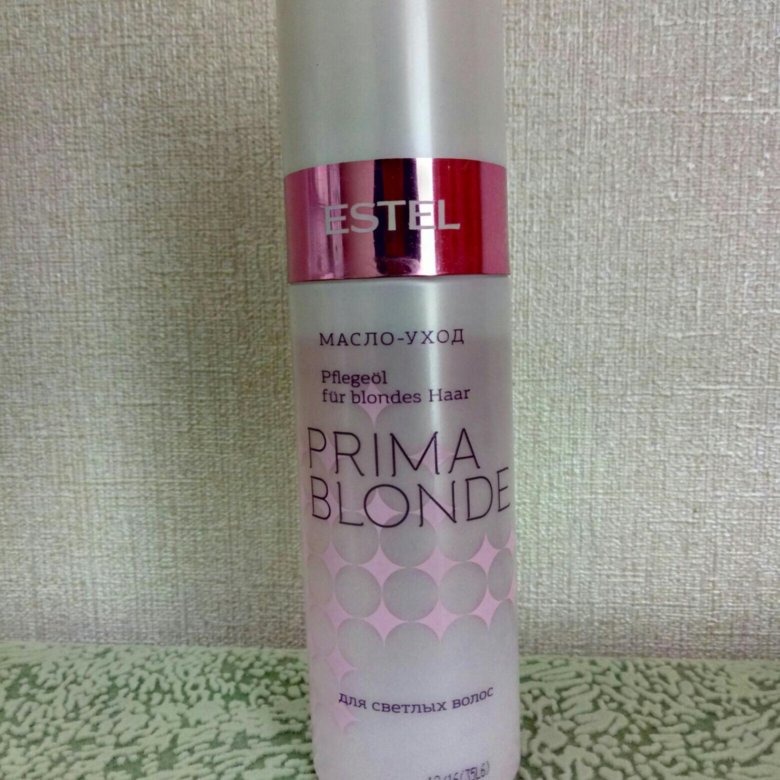 ESTEL
МАСЛО-УХОД
Pflegeöl
für blondes Haar
PRIMA
BLONDE
для светлых волос